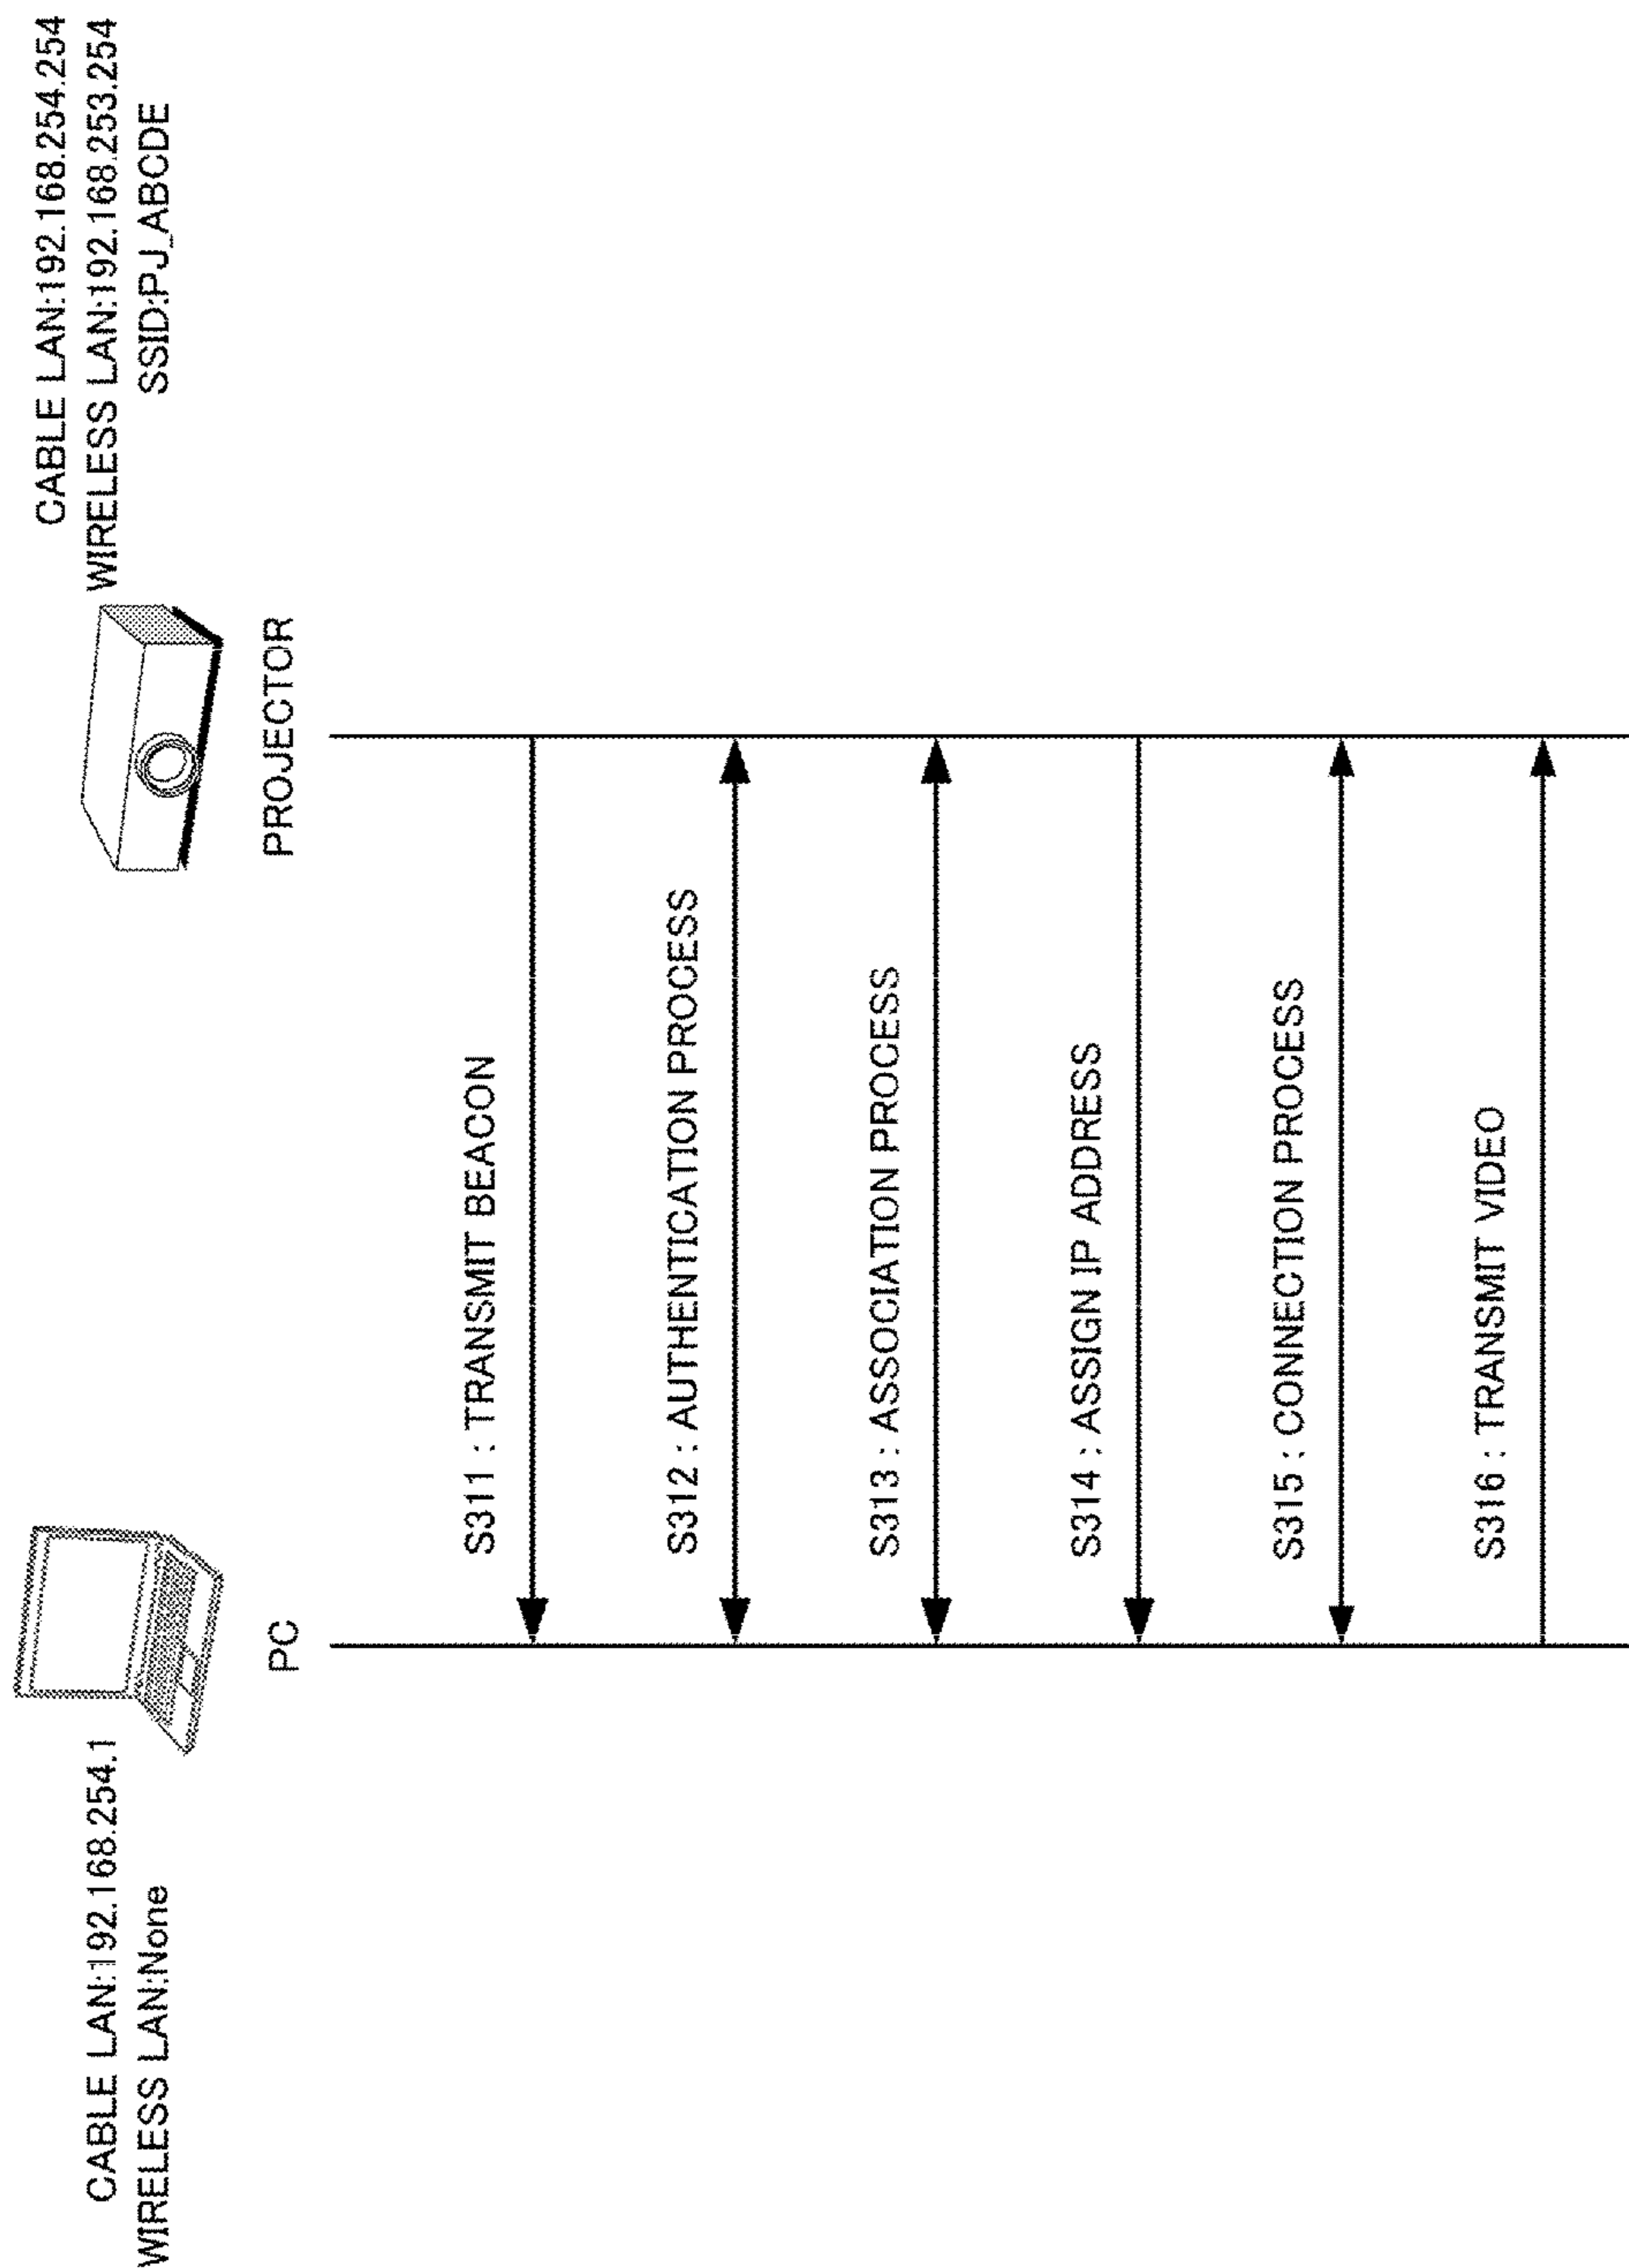 CABLE LAN:192.168.254.1
WIRELESS LAN:None
PC
CABLE LAN:192.168.254.254
WIRELESS LAN:192.168.253.254
SSID:PJ_ABCDE
PROJECTOR
S311 : TRANSMIT BEACON
S312 : AUTHENTICATION PROCESS
S313 : ASSOCIATION PROCESS
S314 : ASSIGN IP ADDRESS
S315 : CONNECTION PROCESS
S316 : TRANSMIT VIDEO